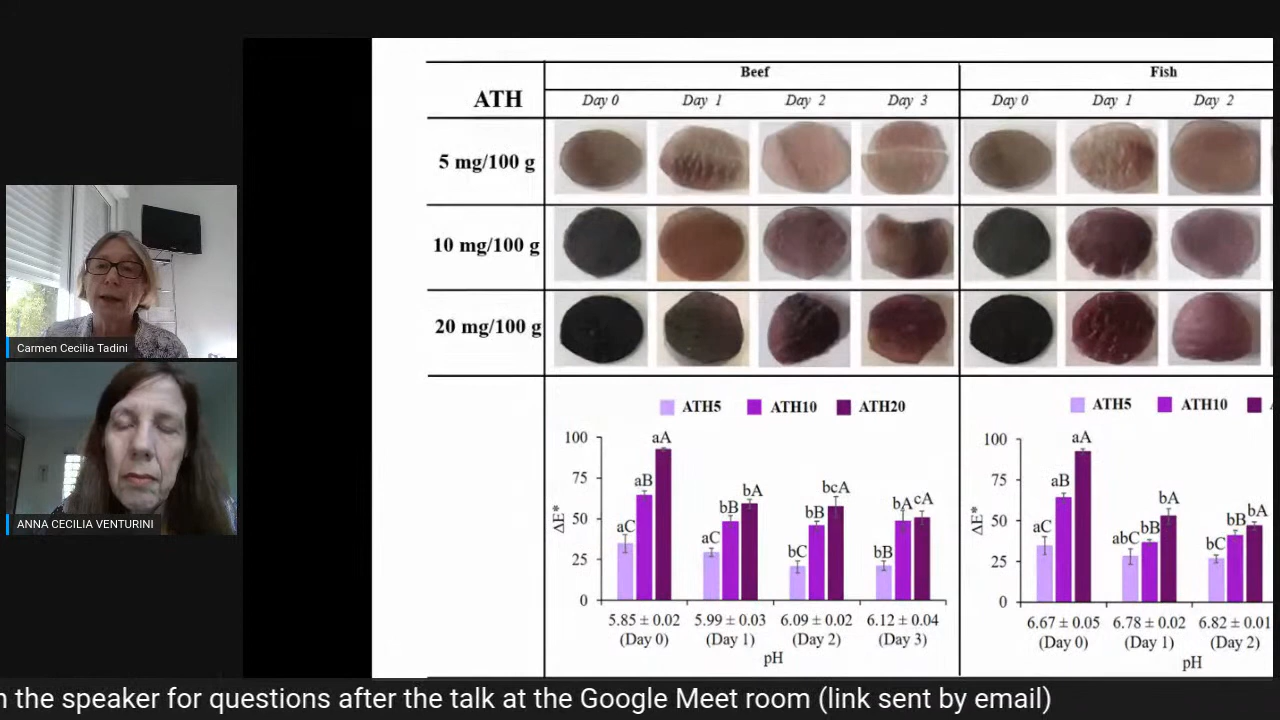 Beef
Fish
ATH
Day 0 Day 1 Day 2 Day 3
Day 0 Day 1 Day 2
5 mg/100 g
10 mg/100 g
20 mg/100 g
Carmen Cecilia Tadini
ANNA CECILIA VENTURINI
ATH5 ATH10 ATH20
100
75
50
25
0
ΔE*
aC aB aA
aC bB bA
bC bB bcA
bB bA cA
5.85 ± 0.02 5.99 ± 0.03 6.09 ± 0.02 6.12 ± 0.04
(Day 0) (Day 1) (Day 2) (Day 3)
pH
ATH5 ATH10
100
75
50
25
0
ΔE*
aC aB aA
abC bB bA
bC bB bA
6.67 ± 0.05 6.78 ± 0.02 6.82 ± 0.01
(Day 0) (Day 1) (Day 2)
pH
the speaker for questions after the talk at the Google Meet room (link sent by email)